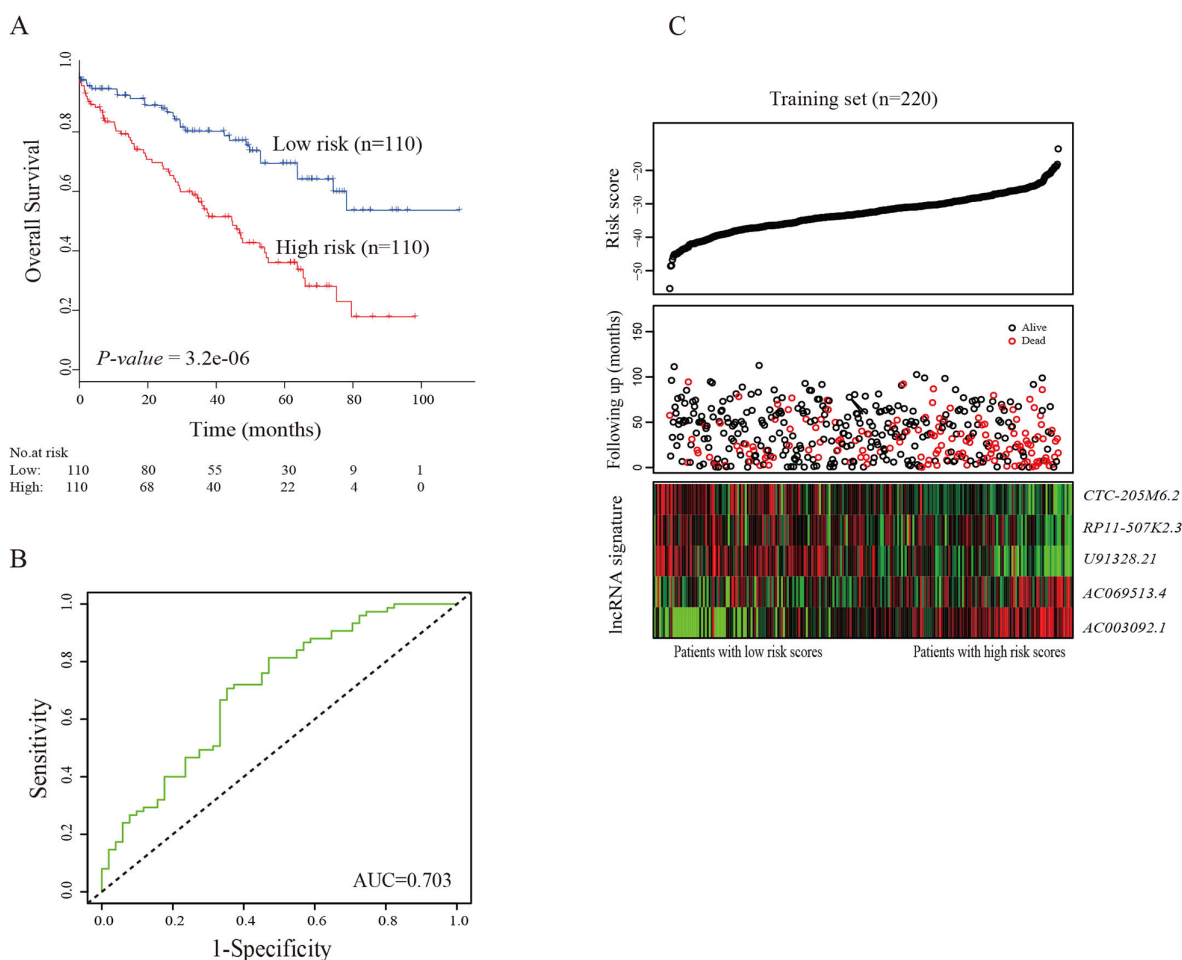 A
1.0
0.8
0.6
0.4
0.2
0.0
Overall Survival
Low risk (n=110)
High risk (n=110)
P-value = 3.2e-06
0 20 40 60 80 100
Time (months)
No.at risk
Low: 110 80 55 30 9 1
High: 110 68 40 22 4 0
B
1.0
0.8
0.6
0.4
0.2
0.0
Sensitivity
AUC=0.703
0.0 0.2 0.4 0.6 0.8 1.0
1-Specificity
C
Training set (n=220)
Risk score
−20
−30
−40
−50
Following up (months)
150
100
50
0
Alive
Dead
lncRNA signature
CTC-205M6.2
RP11-507K2.3
U91328.21
AC069513.4
AC003092.1
Patients with low risk scores Patients with high risk scores